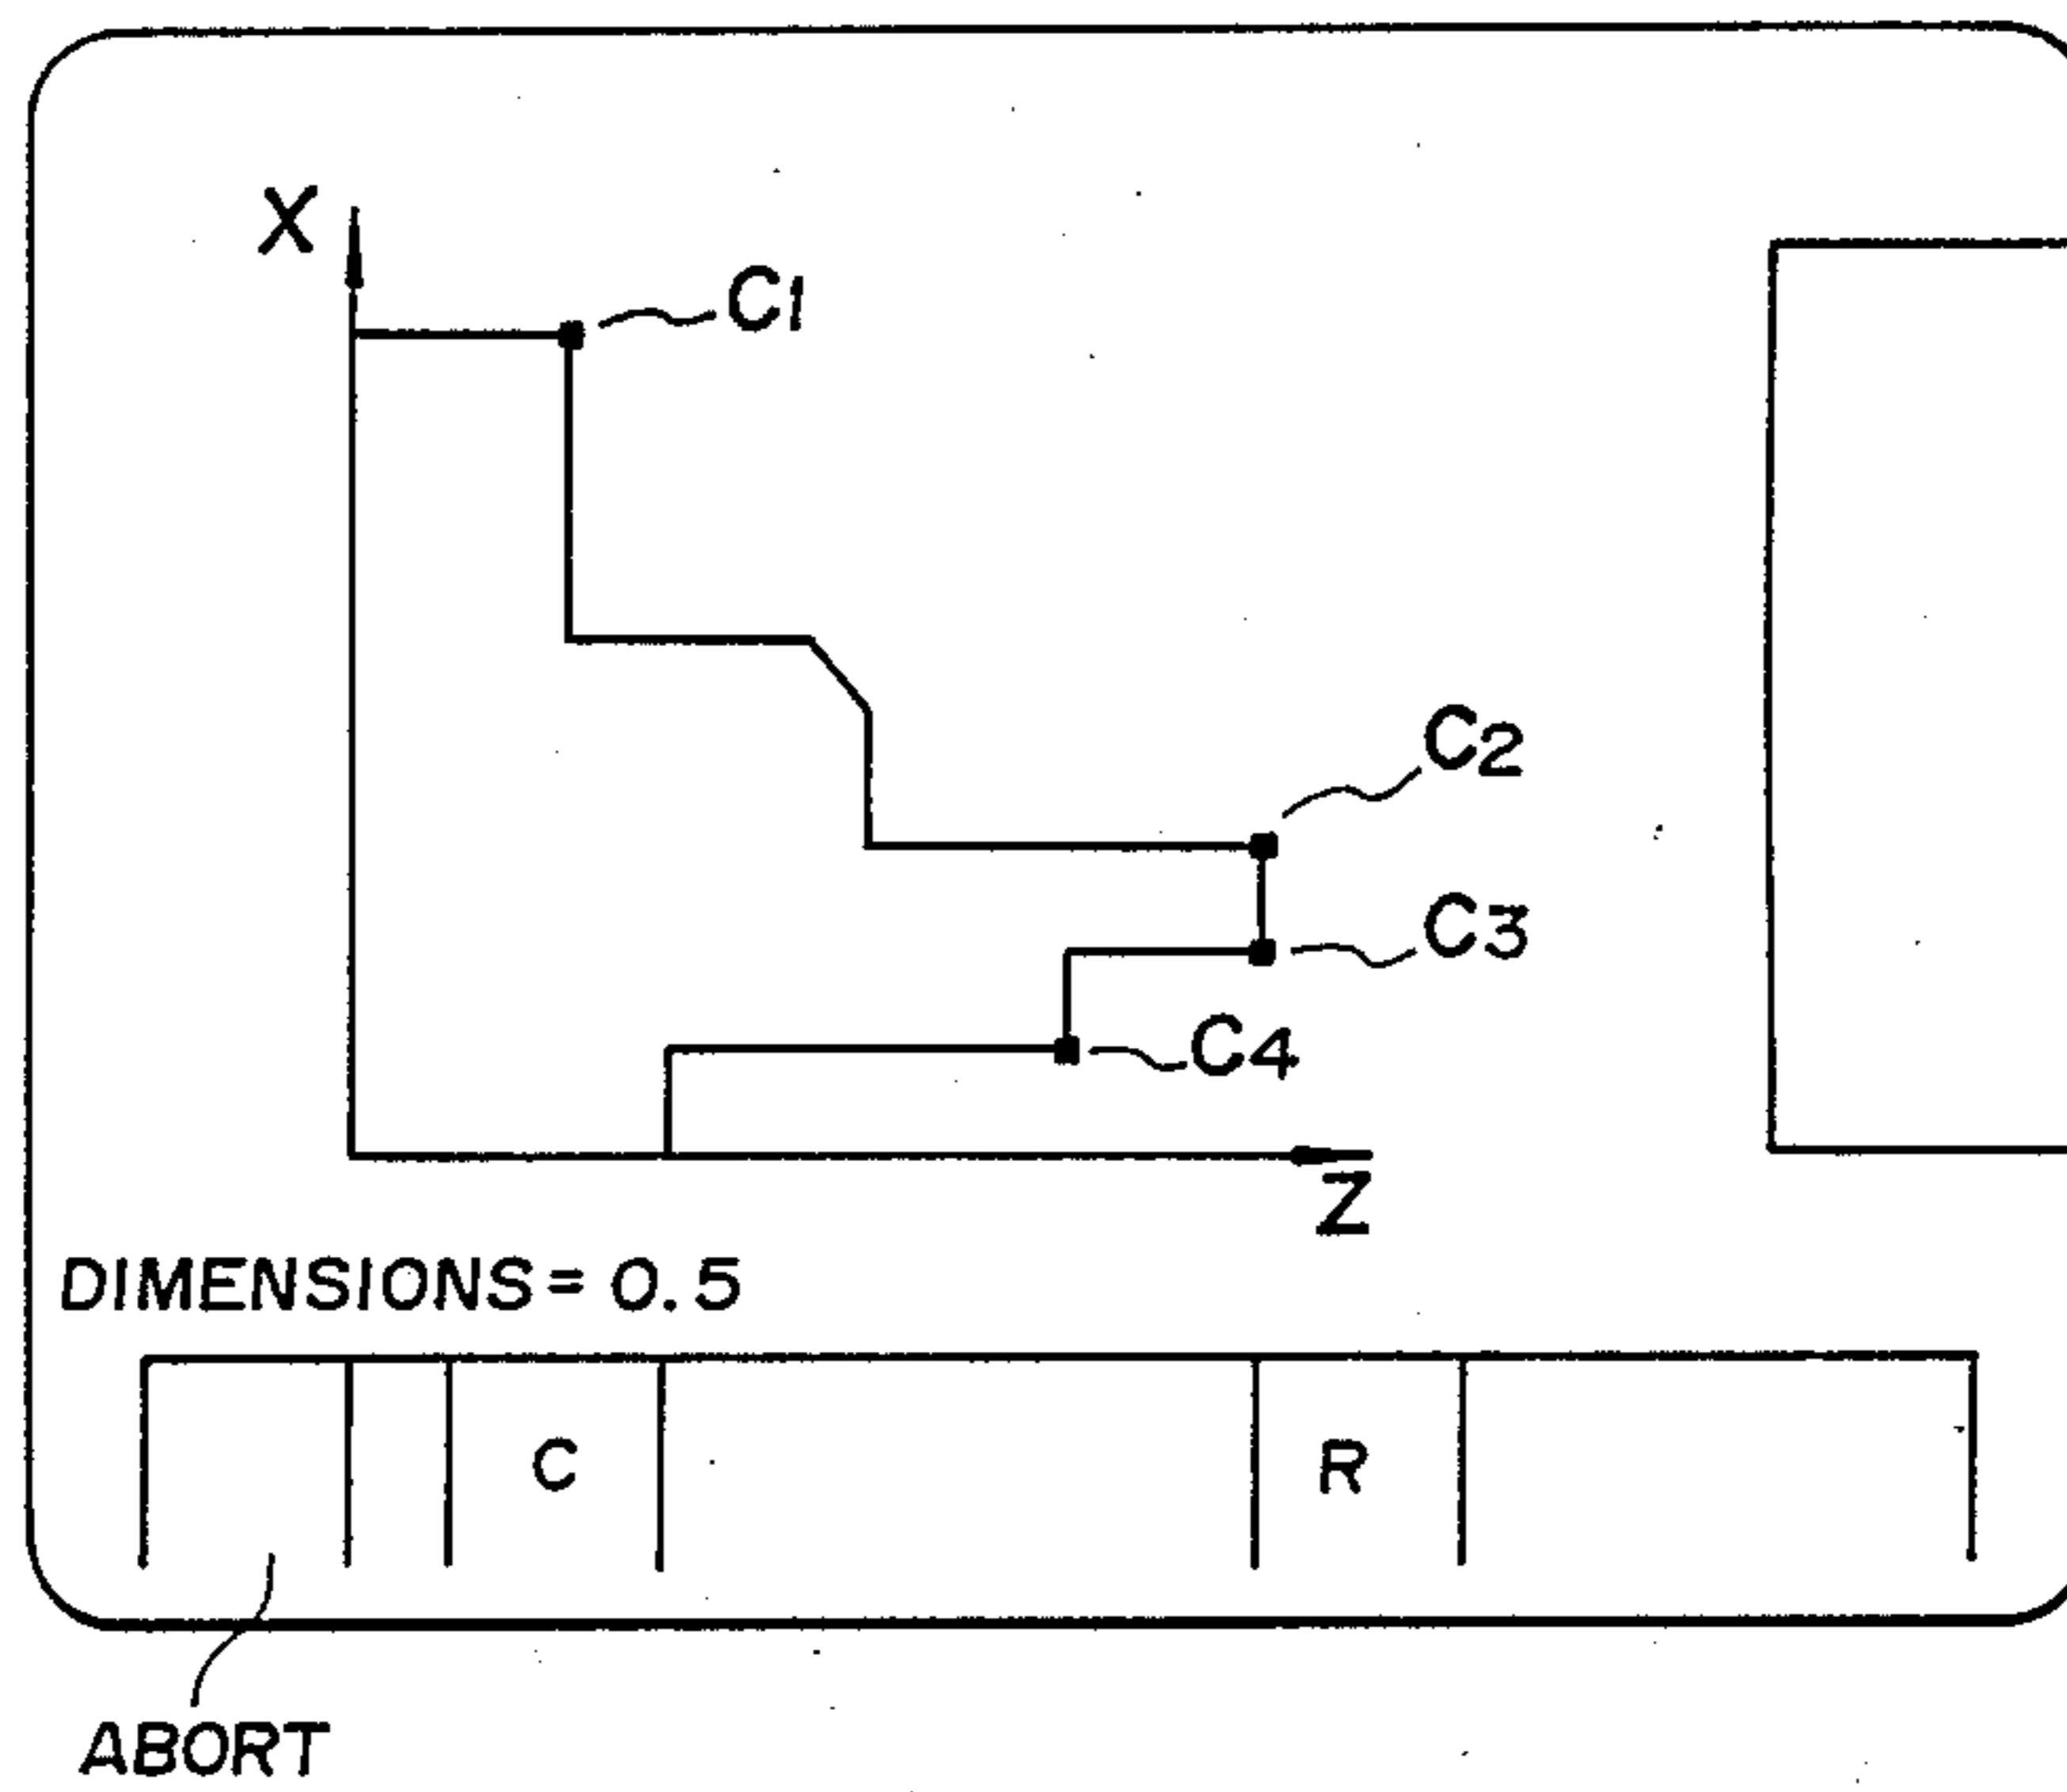 X
C1
C2
C3
C4
Z
DIMENSIONS = 0.5
C
R
ABORT